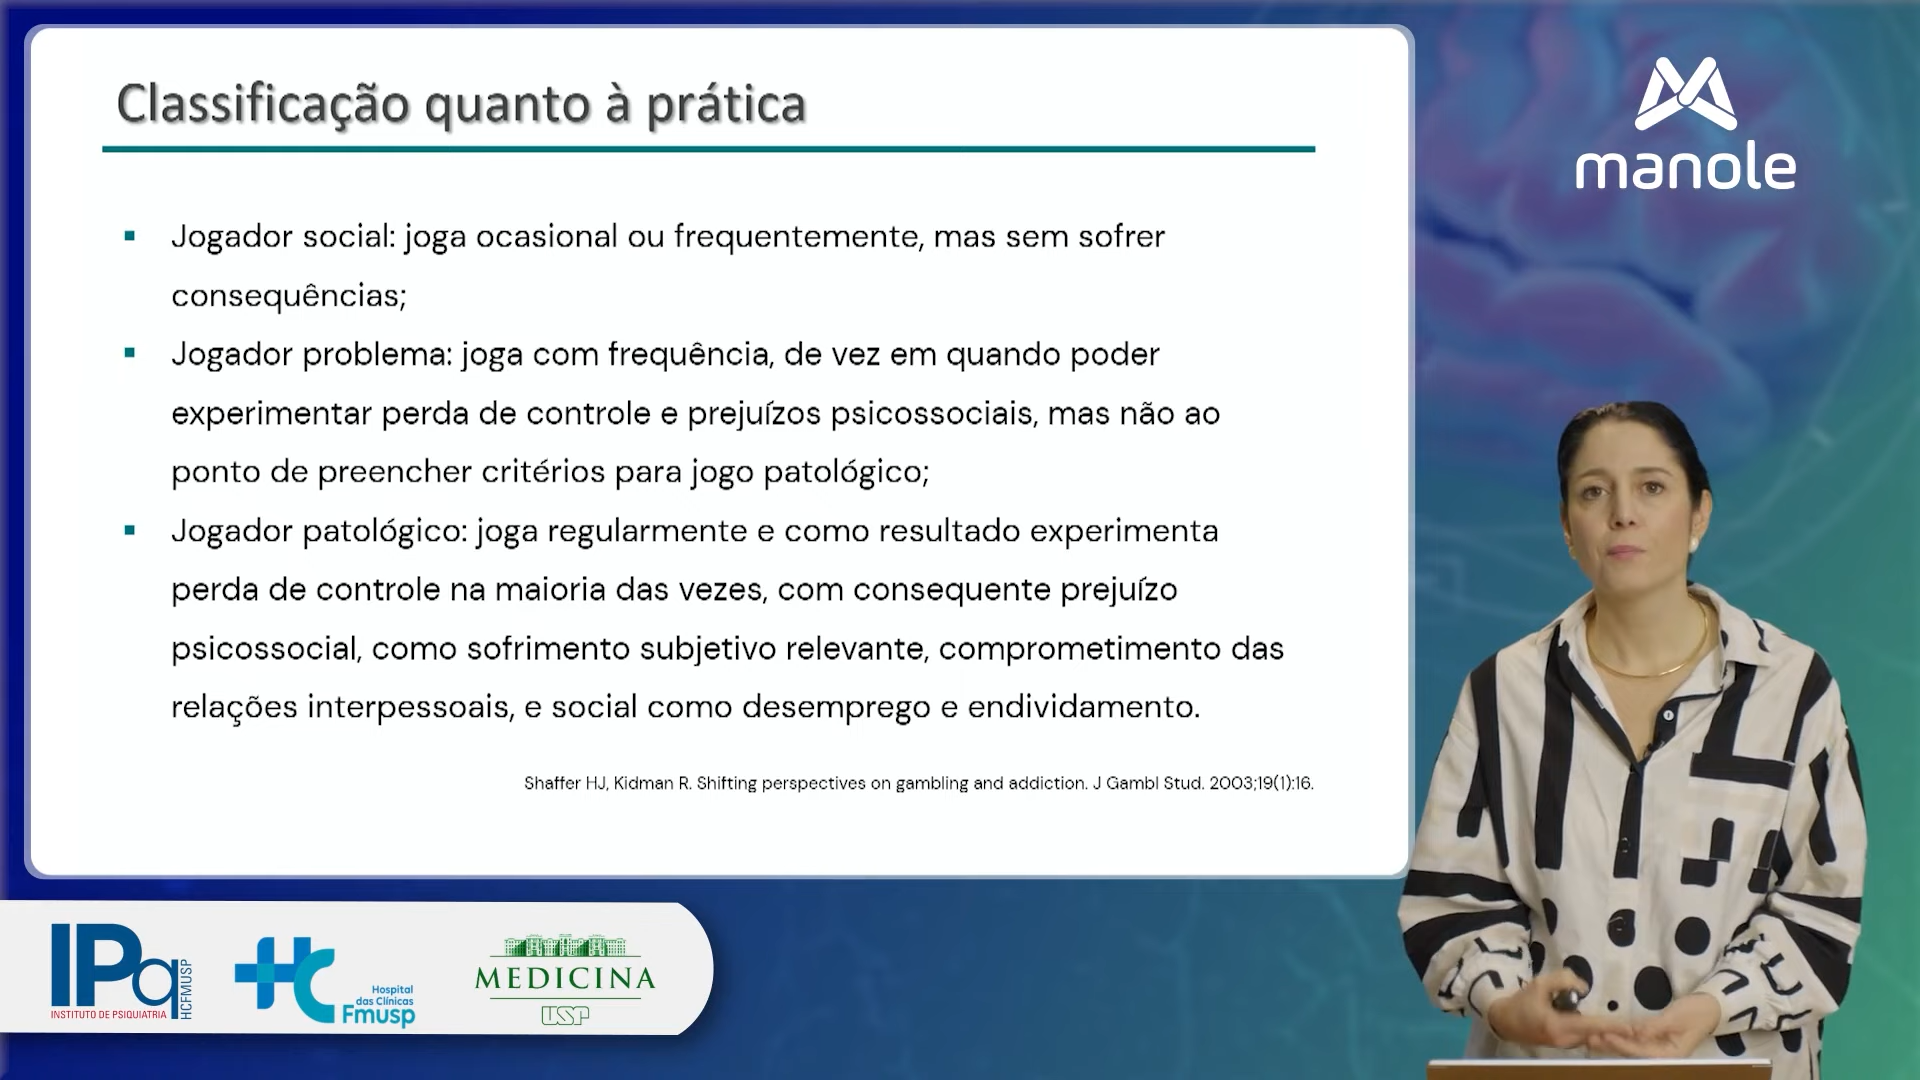 Classificação quanto à prática
▪ Jogador social: joga ocasional ou frequentemente, mas sem sofrer
consequências;
▪ Jogador problema: joga com frequência, de vez em quando poder
experimentar perda de controle e prejuízos psicossociais, mas não ao
ponto de preencher critérios para jogo patológico;
▪ Jogador patológico: joga regularmente e como resultado experimenta
perda de controle na maioria das vezes, com consequente prejuízo
psicossocial, como sofrimento subjetivo relevante, comprometimento das
relações interpessoais, e social como desemprego e endividamento.
Shaffer HJ, Kidman R. Shifting perspectives on gambling and addiction. J Gambl Stud. 2003;19(1):16.
manole
IPq
HCFMUSP
INSTITUTO DE PSIQUIATRIA
HC
Hospital
das Clínicas
Fmusp
MEDICINA
USP